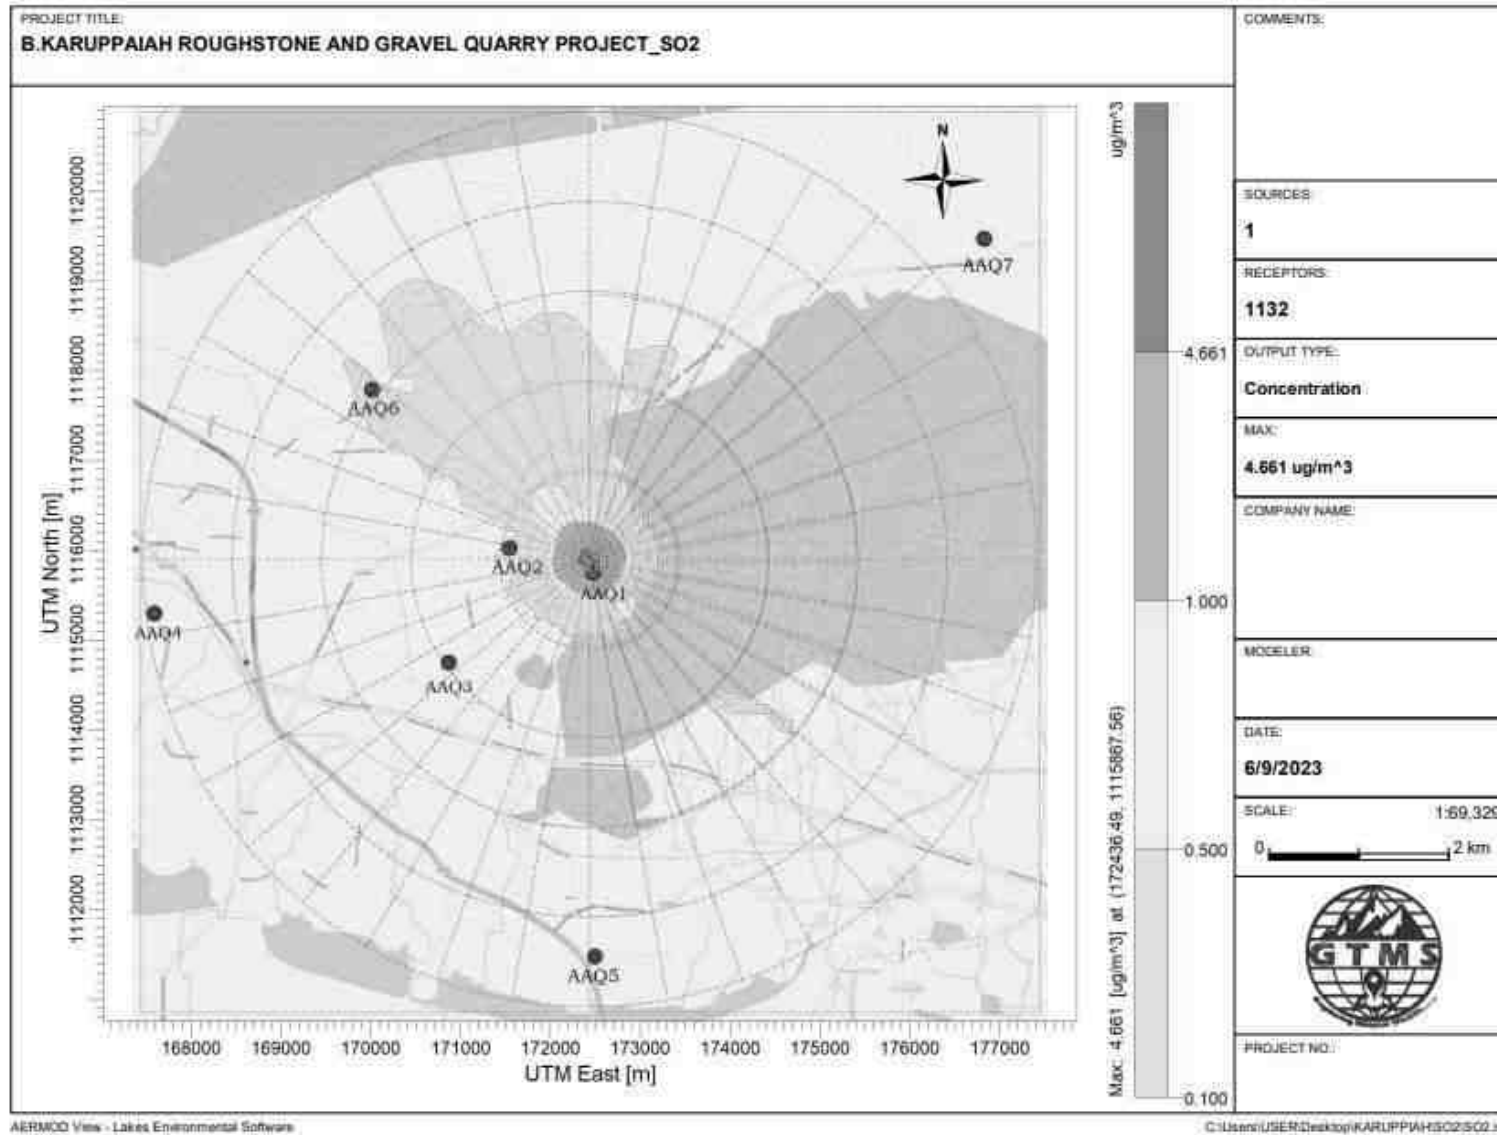 PROJECT TITLE:
B.KARUPPAIAH ROUGHSTONE AND GRAVEL QUARRY PROJECT_SO2
COMMENTS:
SOURCES:
1
RECEPTORS:
1132
OUTPUT TYPE:
Concentration
MAX:
4.661 ug/m^3
COMPANY NAME:
MODELER:
DATE:
6/9/2023
SCALE:
1:69,329
0
2 km
GTMS
PROJECT NO.:
N
AAQ7
AAQ6
AAQ2
AAQ1
AAQ4
AAQ3
AAQ5
UTM North [m]
1120000
1119000
1118000
1117000
1116000
1115000
1114000
1113000
1112000
168000 169000 170000 171000 172000 173000 174000 175000 176000 177000
UTM East [m]
ug/m^3
4.661
1.000
0.500
0.100
Max: 4.661 [ug/m^3] at (172436.49, 1115867.56)
AERMOD View - Lakes Environmental Software